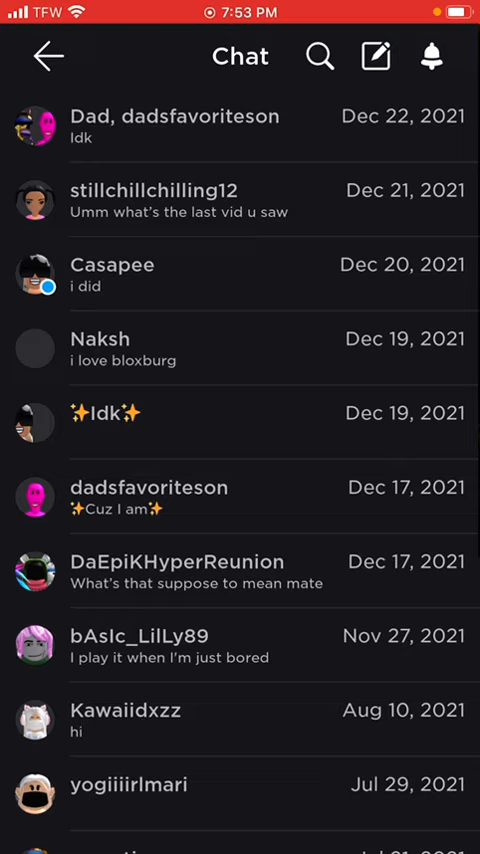 TFW
7:53 PM
Chat
Dad, dadsfavoriteson Dec 22, 2021
Idk
stillchillchilling12 Dec 21, 2021
Umm what's the last vid u saw
Casapee Dec 20, 2021
i did
Naksh Dec 19, 2021
i love bloxburg
✨Idk✨ Dec 19, 2021
dadsfavoriteson Dec 17, 2021
✨Cuz I am✨
DaEpiKHyperReunion Dec 17, 2021
What's that suppose to mean mate
bAsIc_LilLy89 Nov 27, 2021
I play it when I'm just bored
Kawaiidxzz Aug 10, 2021
hi
yogiiiirlmari Jul 29, 2021